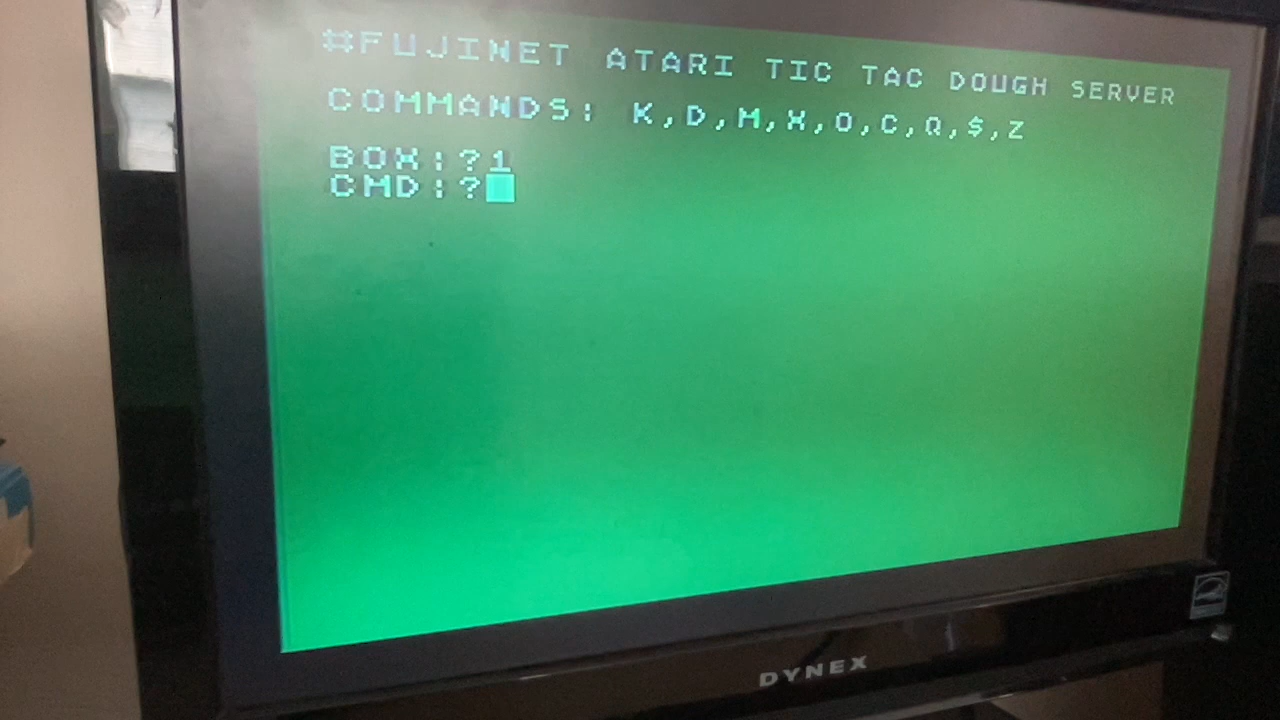 #FUJINET ATARI TIC TAC DOUGH SERVER
COMMANDS: K,D,M,X,O,C,Q,$,Z
BOX:?1
CMD:?
DYNEX